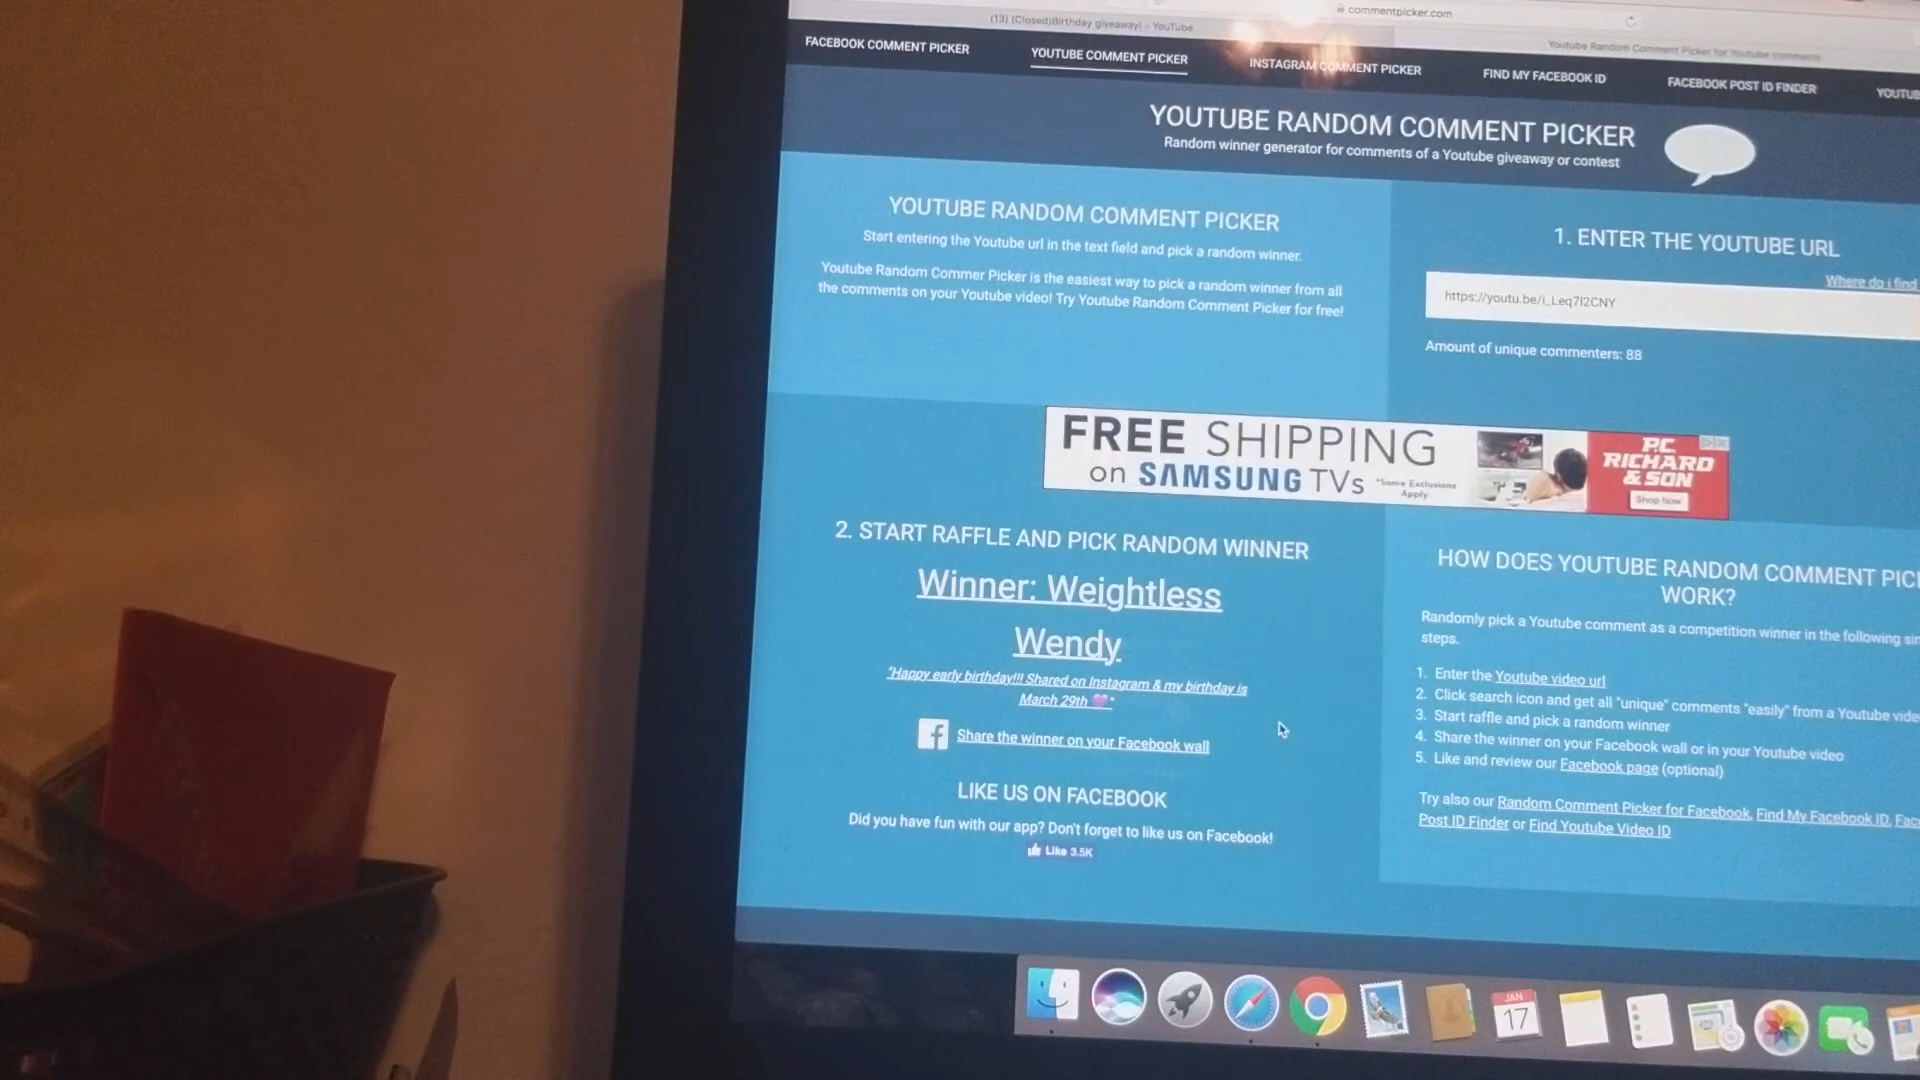 commentpicker.com
(13) (Closed)Birthday giveaway! - YouTube
Youtube Random Comment Picker for Youtube comments
FACEBOOK COMMENT PICKER
YOUTUBE COMMENT PICKER
INSTAGRAM COMMENT PICKER
FIND MY FACEBOOK ID
FACEBOOK POST ID FINDER
YOUTUBE
YOUTUBE RANDOM COMMENT PICKER
Random winner generator for comments of a Youtube giveaway or contest
YOUTUBE RANDOM COMMENT PICKER
Start entering the Youtube url in the text field and pick a random winner.
Youtube Random Commer Picker is the easiest way to pick a random winner from all
the comments on your Youtube video! Try Youtube Random Comment Picker for free!
1. ENTER THE YOUTUBE URL
Where do i find
https://youtu.be/i_Leq7I2CNY
Amount of unique commenters: 88
FREE SHIPPING
on SAMSUNG TVs
*Some Exclusions
Apply
P.C.
RICHARD
& SON
Shop Now
2. START RAFFLE AND PICK RANDOM WINNER
Winner: Weightless
Wendy
"Happy early birthday!!! Shared on Instagram & my birthday is
March 29th 💗"
Share the winner on your Facebook wall
LIKE US ON FACEBOOK
Did you have fun with our app? Don't forget to like us on Facebook!
Like 3.5K
HOW DOES YOUTUBE RANDOM COMMENT PIC
WORK?
Randomly pick a Youtube comment as a competition winner in the following sim
steps.
1. Enter the Youtube video url
2. Click search icon and get all "unique" comments "easily" from a Youtube video
3. Start raffle and pick a random winner
4. Share the winner on your Facebook wall or in your Youtube video
5. Like and review our Facebook page (optional)
Try also our Random Comment Picker for Facebook, Find My Facebook ID, Fac
Post ID Finder or Find Youtube Video ID
JAN
17